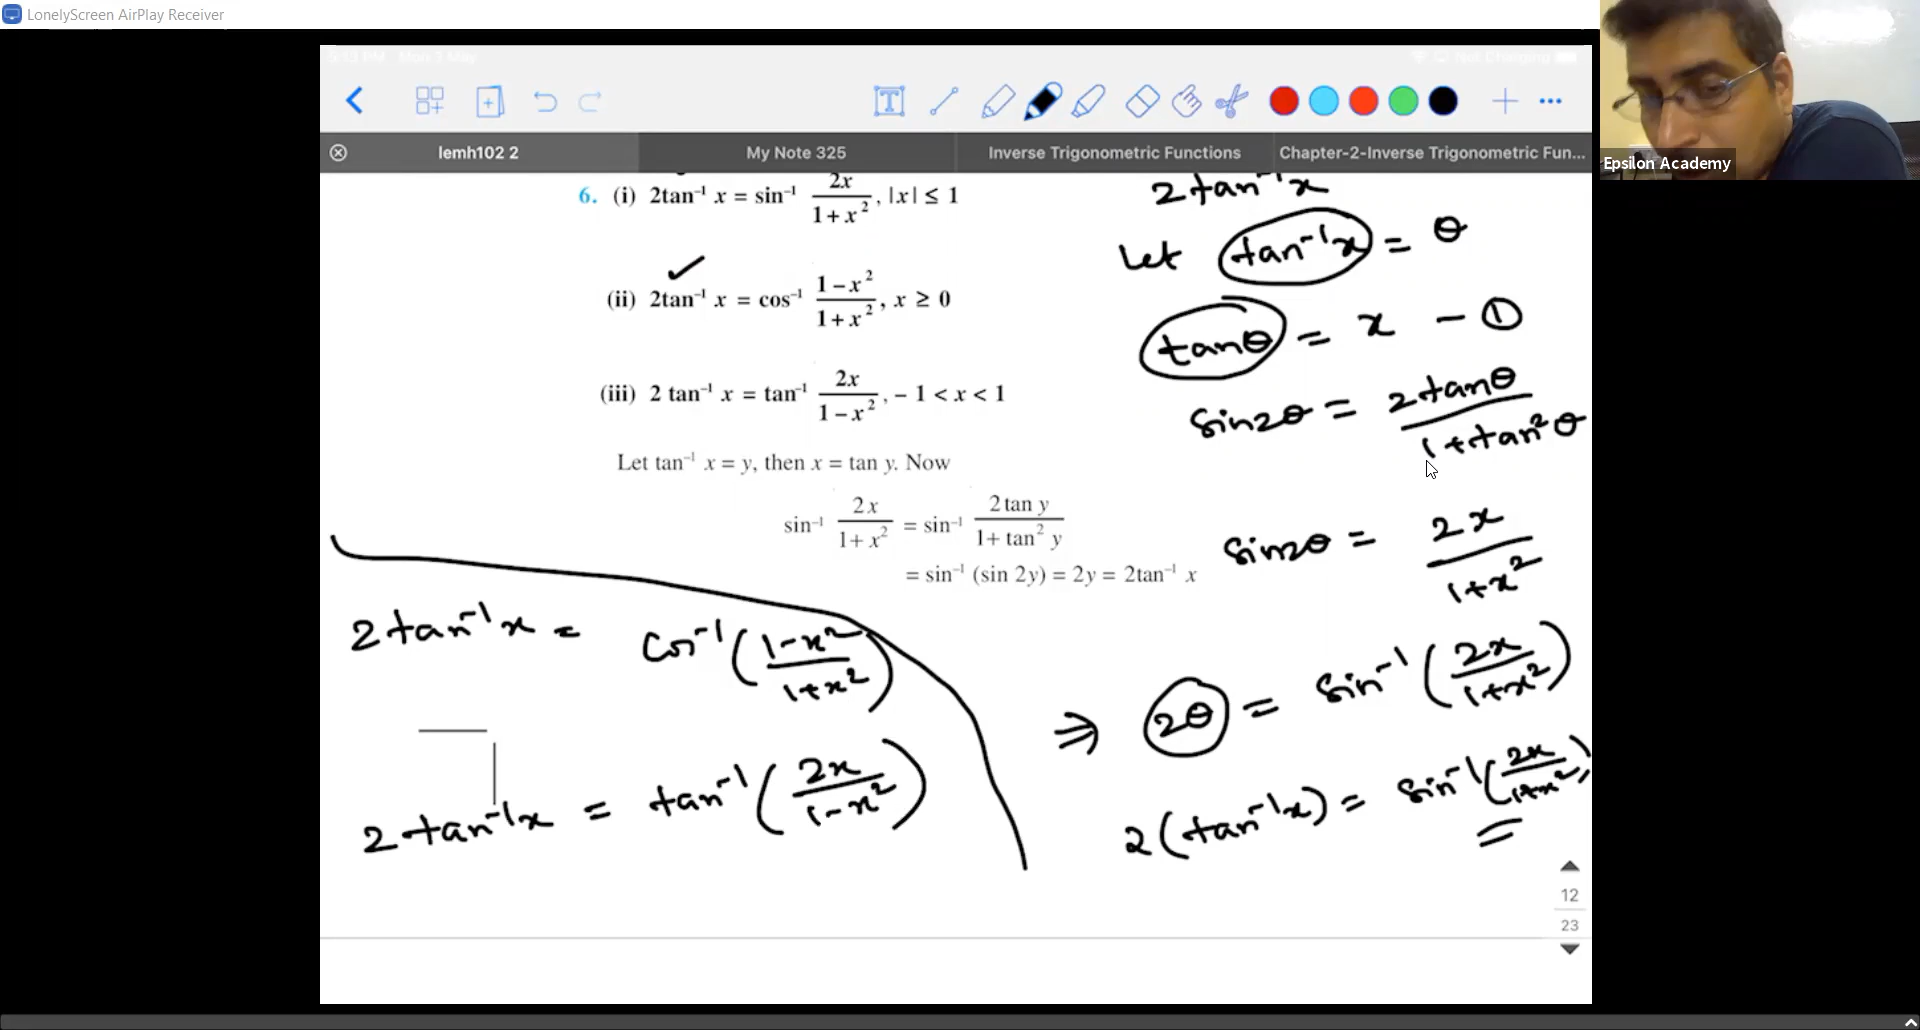 LonelyScreen AirPlay Receiver
lemh102 2
My Note 325
Inverse Trigonometric Functions
Chapter-2-Inverse Trigonometric Fun...
Epsilon Academy
6. (i) 2tan⁻¹ x = sin⁻¹ 2x/(1 + x²), |x| ≤ 1
(ii) 2tan⁻¹ x = cos⁻¹ (1 – x²)/(1 + x²), x ≥ 0
(iii) 2 tan⁻¹ x = tan⁻¹ 2x/(1 – x²), – 1 < x < 1
Let tan⁻¹ x = y, then x = tan y. Now
sin⁻¹ 2x/(1 + x²) = sin⁻¹ 2 tan y/(1 + tan² y)
= sin⁻¹ (sin 2y) = 2y = 2tan⁻¹ x
2tan⁻¹x = cos⁻¹((1–x²)/(1+x²))
2tan⁻¹x = tan⁻¹(2x/(1–x²))
2tan⁻¹x
Let tan⁻¹x = θ
tanθ = x – ①
sin2θ = 2tanθ/(1+tan²θ)
sin2θ = 2x/(1+x²)
⇒ 2θ = sin⁻¹(2x/(1+x²))
2(tan⁻¹x) = sin⁻¹(2x/(1+x²))
12
23